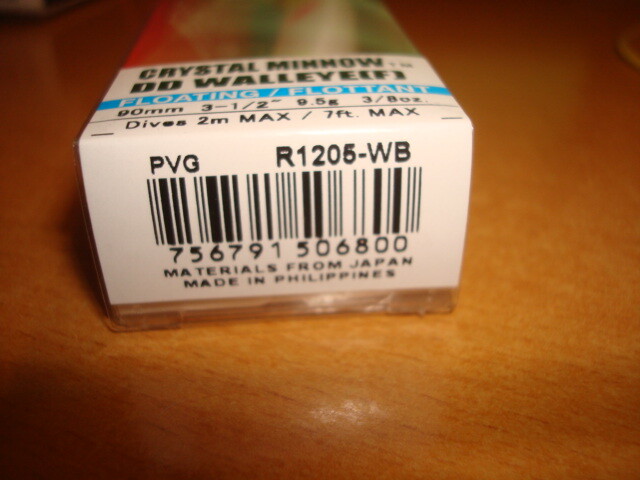 CRYSTAL MINNOW™
DD WALLEYE(F)
FLOATING / FLOTTANT
90mm 3-1/2" 9.5g 3/8oz.
Dives 2m MAX / 7ft. MAX
PVG R1205-WB
756791 506800
MATERIALS FROM JAPAN
MADE IN PHILIPPINES